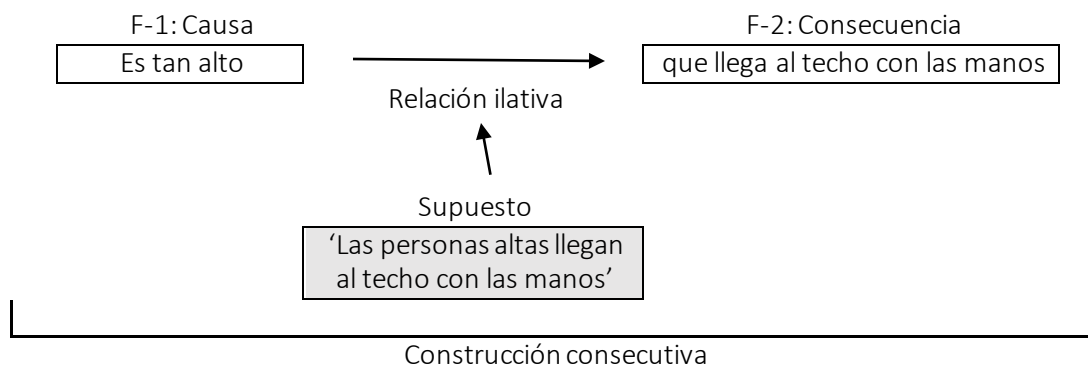 F-1: Causa
F-2: Consecuencia
Es tan alto
que llega al techo con las manos
Relación ilativa
Supuesto
‘Las personas altas llegan
al techo con las manos’
Construcción consecutiva